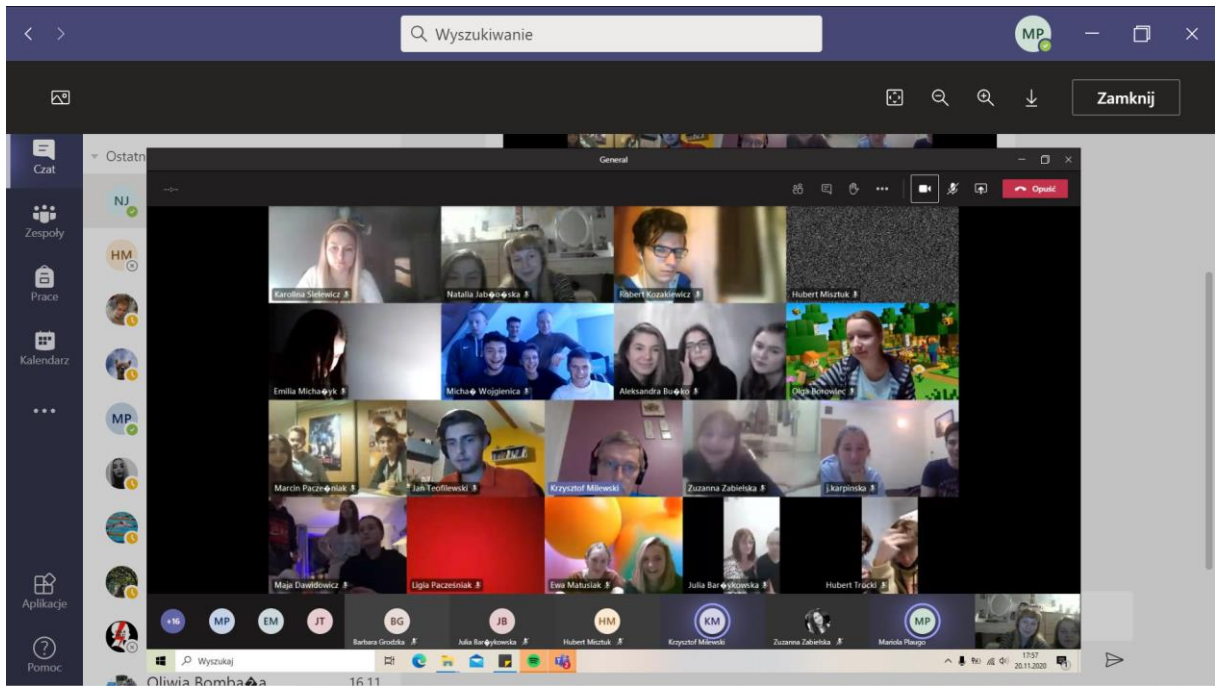 Wyszukiwanie
MP
Zamknij
Czat
Ostatn
General
Opuść
NJ
Zespoły
HM
Prace
Karolina Sielewicz
Natalia Jab�o�ska
Robert Kozakiewicz
Hubert Misztuk
Kalendarz
Emilia Micha�yk
Micha� Wojgienica
Aleksandra Bu�ko
Olga Borowiec
MP
Marcin Pacze�niak
Jan Teofilewski
Krzysztof Milewski
Zuzanna Zabielska
j.karpinska
Maja Dawidowicz
Ligia Pacześniak
Ewa Matusiak
Julia Bar�ykowska
Hubert Trocki
Aplikacje
+16
MP
EM
JT
BG
JB
HM
KM
MP
Barbara Grodzka
Julia Bar�ykowska
Hubert Misztuk
Krzysztof Milewski
Zuzanna Zabielska
Mariola Plaugo
Pomoc
Wyszukaj
17:57
20.11.2020
Oliwia Bomba�a
16.11